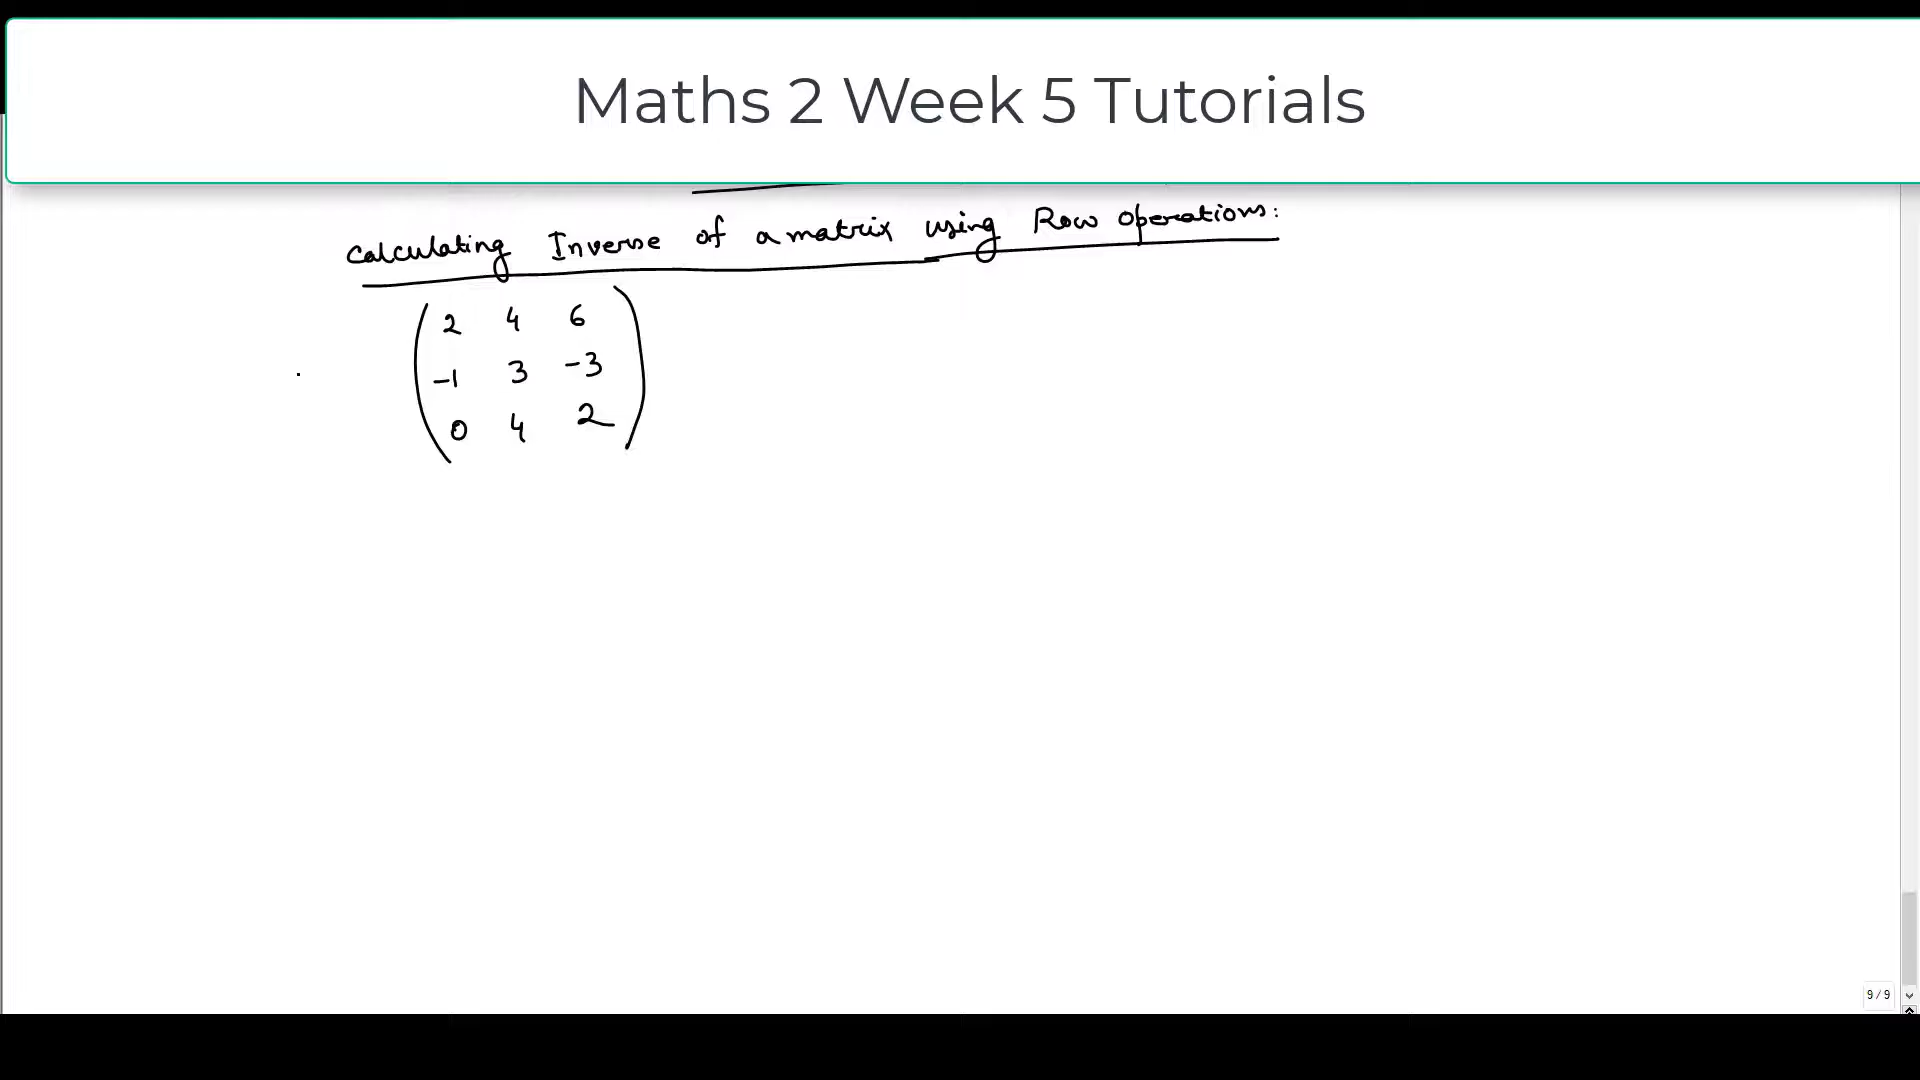 Maths 2 Week 5 Tutorials
Calculating Inverse of a matrix using Row operations:
2 4 6
-1 3 -3
0 4 2
9 / 9